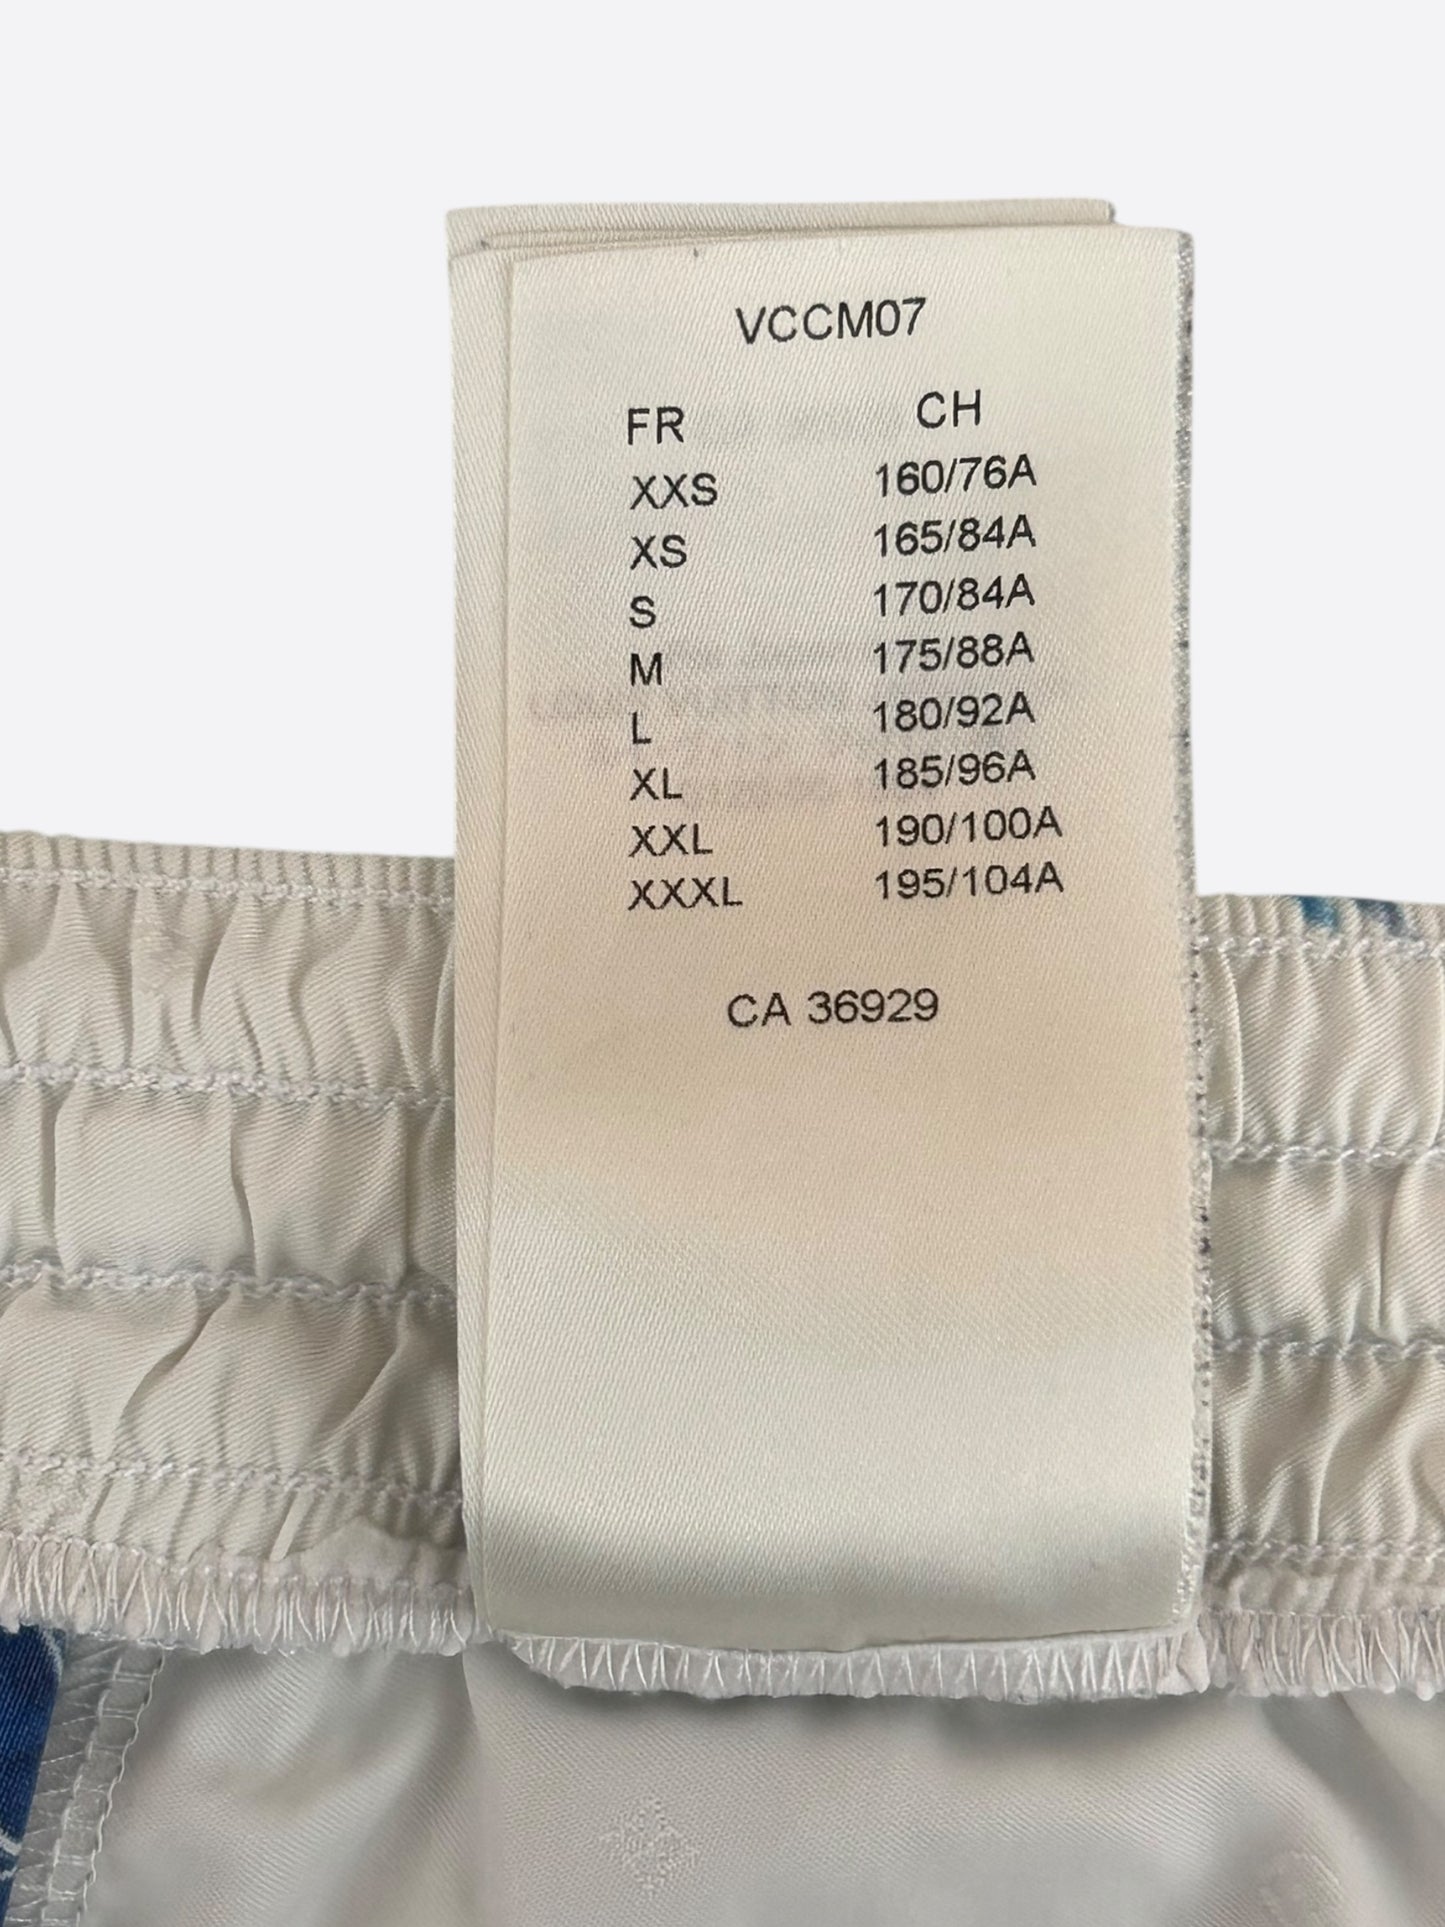 VCCM07
FR CH
XXS 160/76A
XS 165/84A
S 170/84A
M 175/88A
L 180/92A
XL 185/96A
XXL 190/100A
XXXL 195/104A
CA 36929